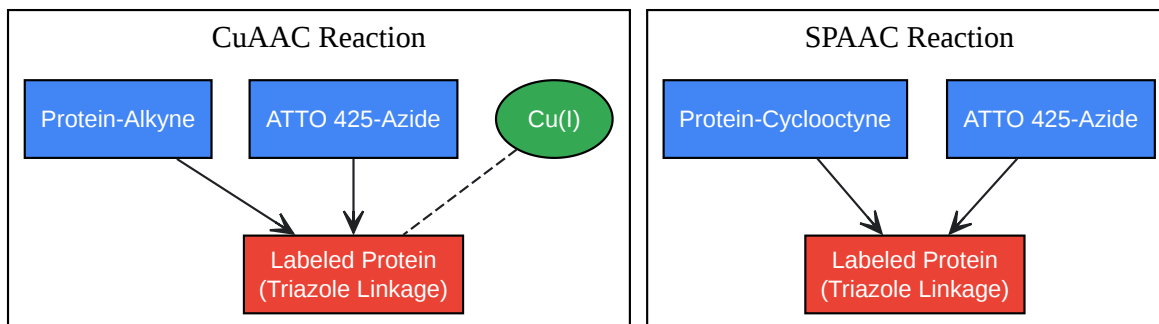 CuAAC Reaction
Protein-Alkyne
ATTO 425-Azide
Cu(I)
Labeled Protein
(Triazole Linkage)
SPAAC Reaction
Protein-Cyclooctyne
ATTO 425-Azide
Labeled Protein
(Triazole Linkage)